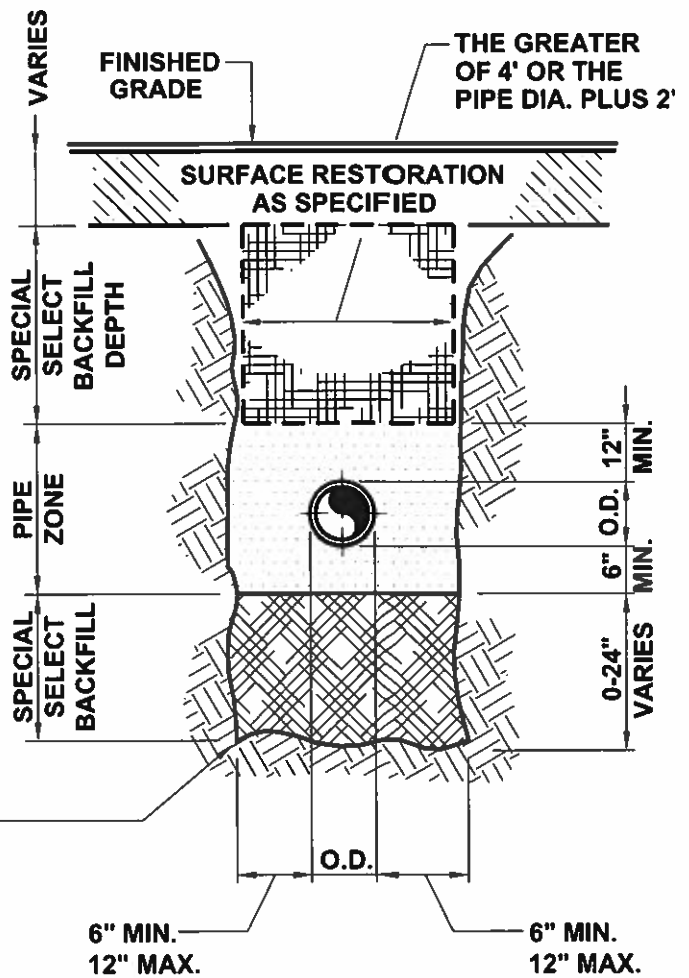 VARIES
FINISHED
GRADE
THE GREATER
OF 4' OR THE
PIPE DIA. PLUS 2'
SURFACE RESTORATION
AS SPECIFIED
SPECIAL
SELECT
BACKFILL
DEPTH
PIPE
ZONE
12"
MIN.
O.D.
6"
MIN.
SPECIAL
SELECT
BACKFILL
0-24"
VARIES
O.D.
6" MIN.
12" MAX.
6" MIN.
12" MAX.